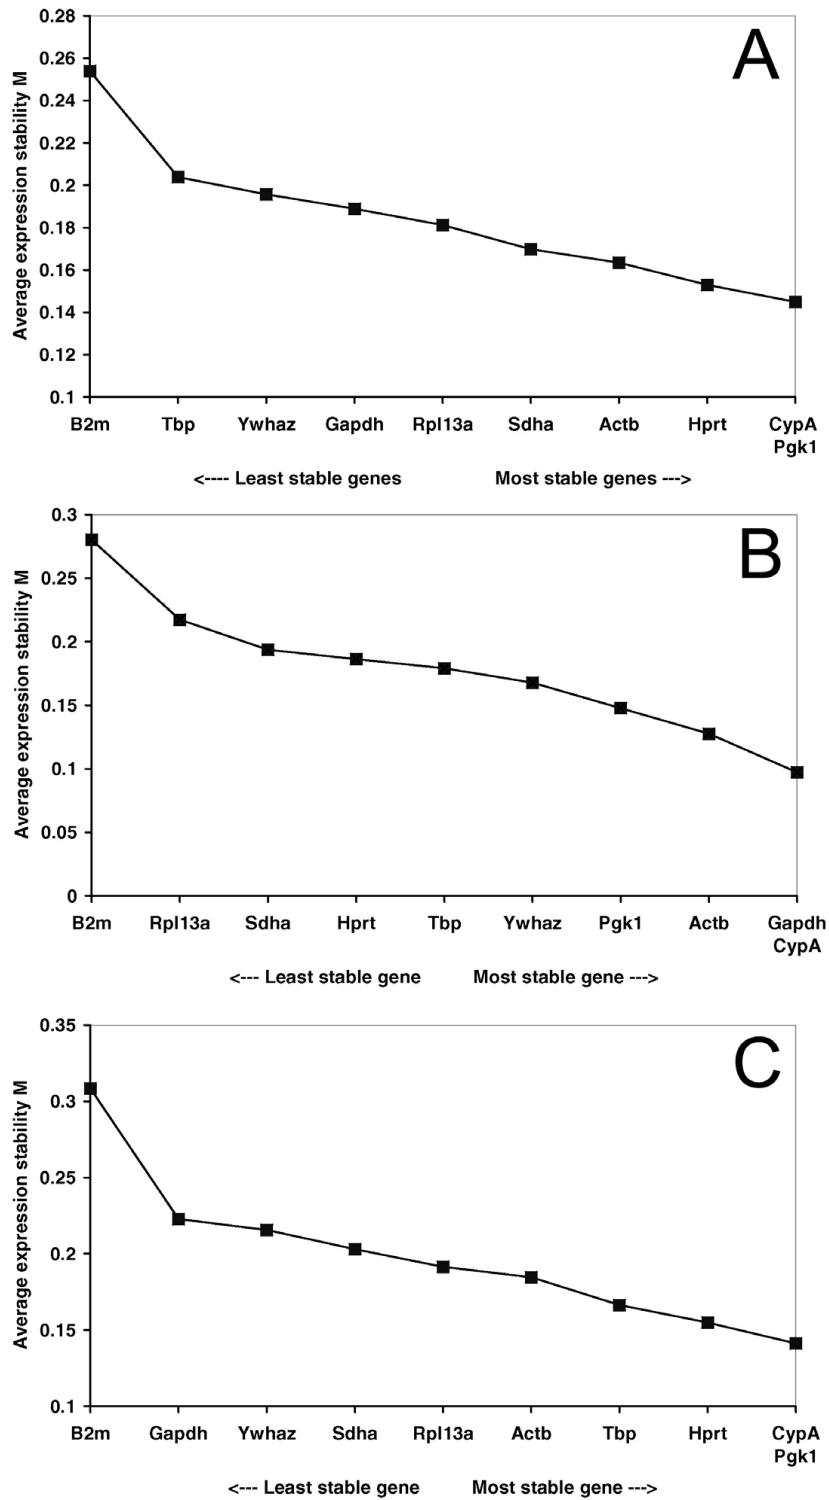 A
Average expression stability M
0.28
0.26
0.24
0.22
0.2
0.18
0.16
0.14
0.12
0.1
B2m Tbp Ywhaz Gapdh Rpl13a Sdha Actb Hprt CypA
Pgk1
<---- Least stable genes Most stable genes --->
B
Average expression stability M
0.3
0.25
0.2
0.15
0.1
0.05
0
B2m Rpl13a Sdha Hprt Tbp Ywhaz Pgk1 Actb Gapdh
CypA
<--- Least stable gene Most stable gene --->
C
Average expression stability M
0.35
0.3
0.25
0.2
0.15
0.1
B2m Gapdh Ywhaz Sdha Rpl13a Actb Tbp Hprt CypA
Pgk1
<--- Least stable gene Most stable gene --->